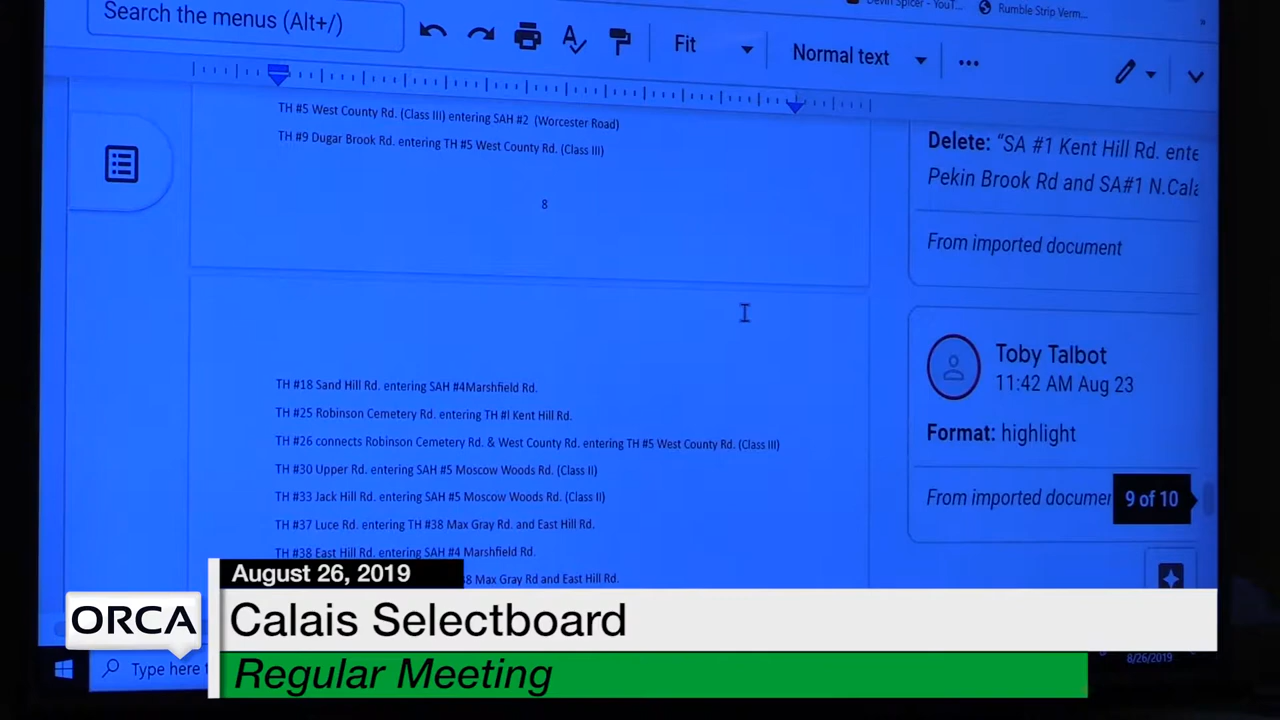 Devin Spicer - YouT...
Rumble Strip Verm...
Search the menus (Alt+/)
Fit
Normal text
TH #5 West County Rd. (Class III) entering SAH #2 (Worcester Road)
TH #9 Dugar Brook Rd. entering TH #5 West County Rd. (Class III)
8
Delete: "SA #1 Kent Hill Rd. ente
Pekin Brook Rd and SA#1 N.Cala
From imported document
TH #18 Sand Hill Rd. entering SAH #4Marshfield Rd.
TH #25 Robinson Cemetery Rd. entering TH #l Kent Hill Rd.
TH #26 connects Robinson Cemetery Rd. & West County Rd. entering TH #5 West County Rd. (Class III)
TH #30 Upper Rd. entering SAH #5 Moscow Woods Rd. (Class II)
TH #33 Jack Hill Rd. entering SAH #5 Moscow Woods Rd. (Class II)
TH #37 Luce Rd. entering TH #38 Max Gray Rd. and East Hill Rd.
TH #38 East Hill Rd. entering SAH #4 Marshfield Rd.
8 Max Gray Rd and East Hill Rd.
Toby Talbot
11:42 AM Aug 23
Format: highlight
From imported documen
9 of 10
August 26, 2019
ORCA
Calais Selectboard
Regular Meeting
Type here t
8/26/2019